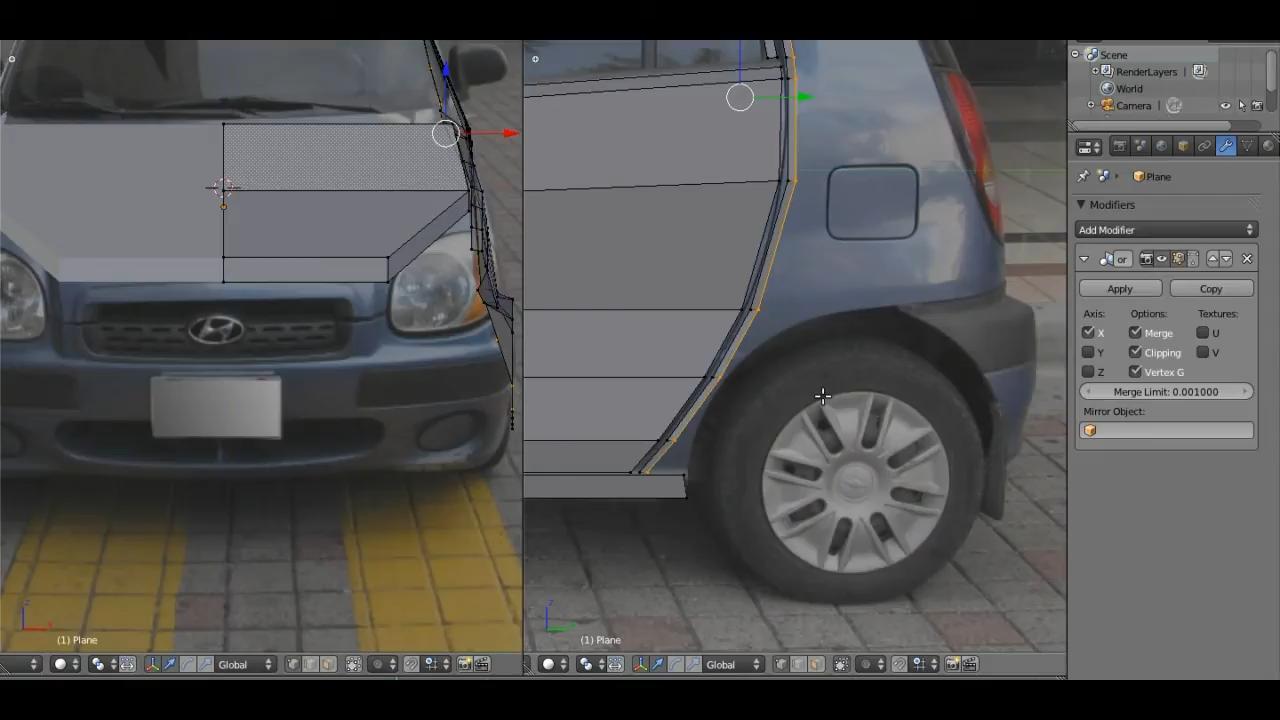 Scene
RenderLayers
World
Camera
Plane
Modifiers
Add Modifier
or
Apply
Copy
Axis:
Options:
Textures:
X
Merge
U
Y
Clipping
V
Z
Vertex G
Merge Limit: 0.001000
Mirror Object:
(1) Plane
(1) Plane
Global
Global